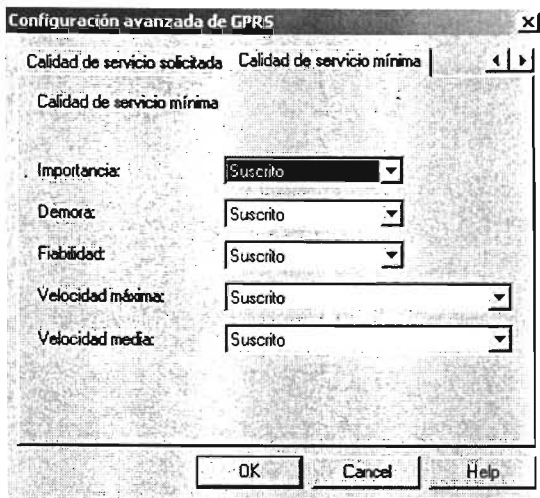 Configuración avanzada de GPRS
Calidad de servicio solicitada Calidad de servicio mínima
Calidad de servicio mínima
Importancia: Suscrito
Demora: Suscrito
Fiabilidad: Suscrito
Velocidad máxima: Suscrito
Velocidad media: Suscrito
OK Cancel Help